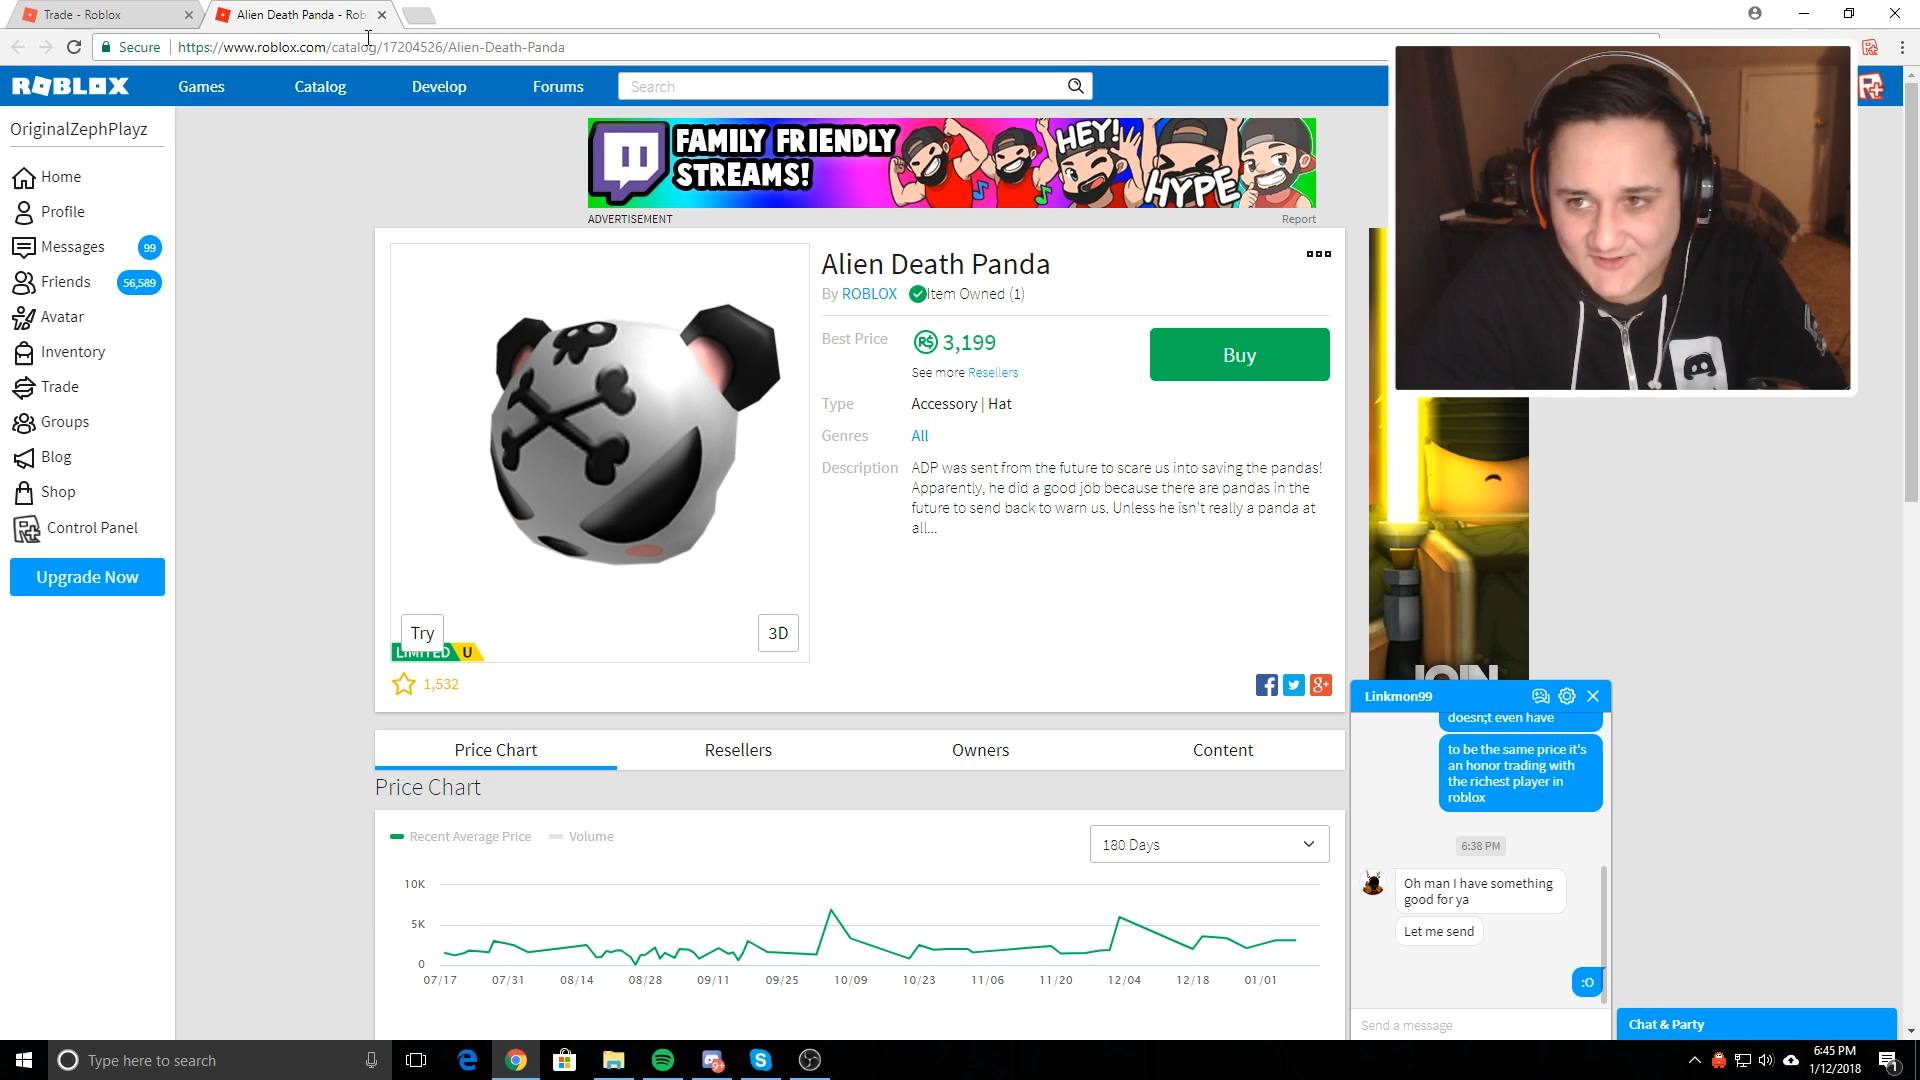 Trade - Roblox
Alien Death Panda - Rob
Secure
https://www.roblox.com/catalog/17204526/Alien-Death-Panda
ROBLOX
Games
Catalog
Develop
Forums
Search
R+
OriginalZephPlayz
Home
Profile
Messages
99
Friends
56,589
Avatar
Inventory
Trade
Groups
Blog
Shop
Control Panel
Upgrade Now
FAMILY FRIENDLY
STREAMS!
HEY!
HYPE
ADVERTISEMENT
Report
Alien Death Panda
By ROBLOX
Item Owned (1)
Best Price
R$ 3,199
See more Resellers
Buy
Type
Accessory | Hat
Genres
All
Description
ADP was sent from the future to scare us into saving the pandas!
Apparently, he did a good job because there are pandas in the
future to send back to warn us. Unless he isn't really a panda at
all...
Try
3D
LIMITED U
1,532
JOIN
Price Chart
Resellers
Owners
Content
Price Chart
Recent Average Price
Volume
180 Days
10K
5K
0
07/17
07/31
08/14
08/28
09/11
09/25
10/09
10/23
11/06
11/20
12/04
12/18
01/01
Linkmon99
doesn;t even have
to be the same price it's
an honor trading with
the richest player in
roblox
6:38 PM
Oh man I have something
good for ya
Let me send
:O
Send a message
Chat & Party
Type here to search
9+
6:45 PM
1/12/2018
1